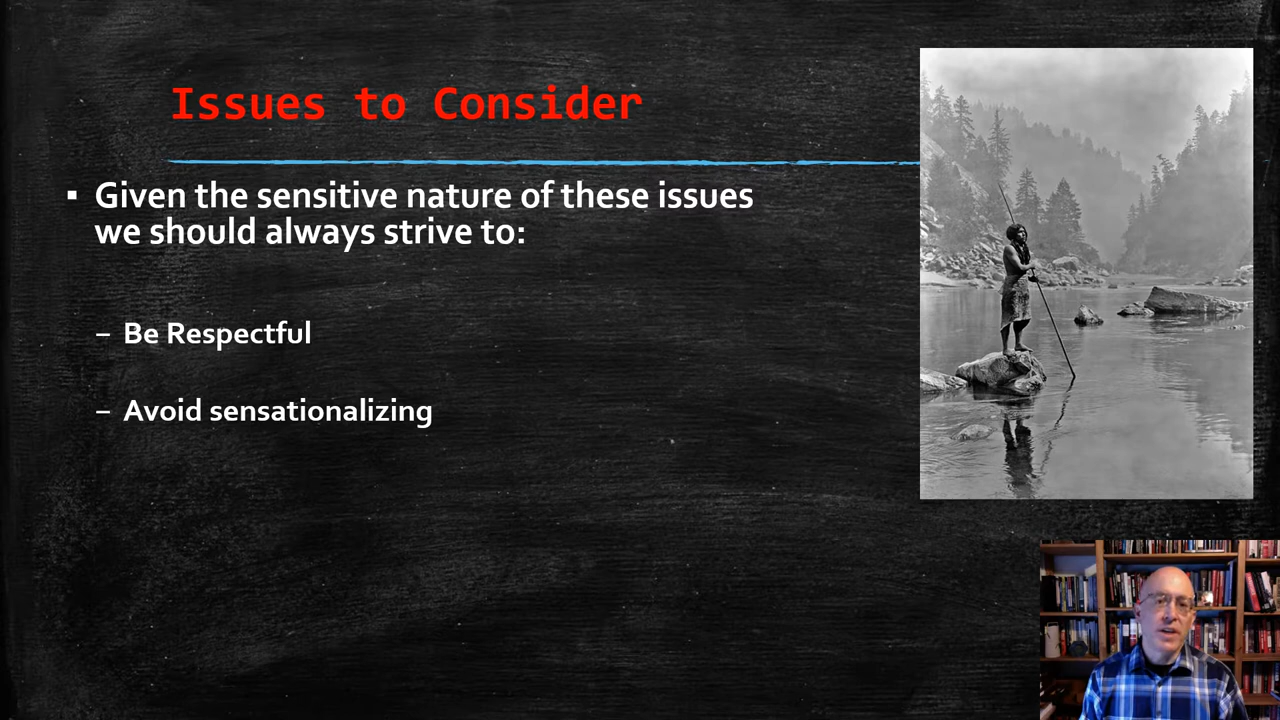 Issues to Consider
▪ Given the sensitive nature of these issues
we should always strive to:
– Be Respectful
– Avoid sensationalizing